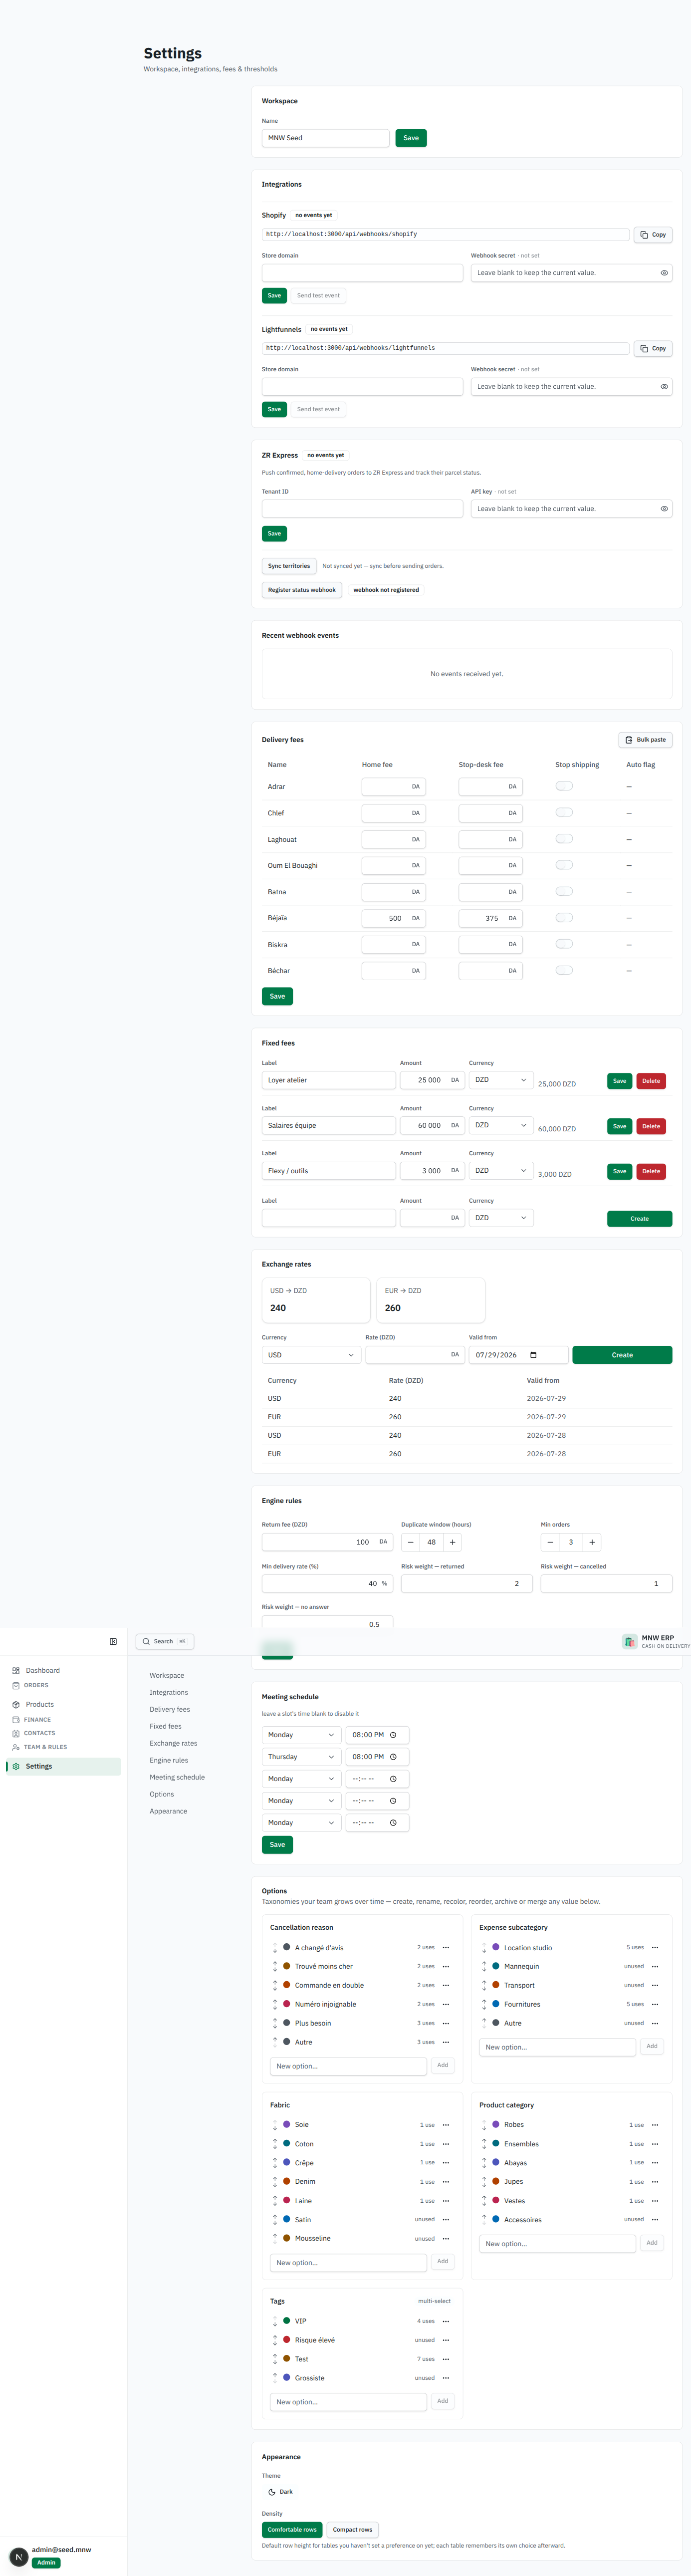 Settings
Workspace, integrations, fees & thresholds
Workspace
Name
MNW Seed
Save
Integrations
Shopify
no events yet
http://localhost:3000/api/webhooks/shopify
Copy
Store domain
Webhook secret · not set
Leave blank to keep the current value.
Save
Send test event
Lightfunnels
no events yet
http://localhost:3000/api/webhooks/lightfunnels
Copy
Store domain
Webhook secret · not set
Leave blank to keep the current value.
Save
Send test event
ZR Express
no events yet
Push confirmed, home-delivery orders to ZR Express and track their parcel status.
Tenant ID
API key · not set
Leave blank to keep the current value.
Save
Sync territories
Not synced yet — sync before sending orders.
Register status webhook
webhook not registered
Recent webhook events
No events received yet.
Delivery fees
Bulk paste
Name Home fee Stop-desk fee Stop shipping Auto flag
Adrar DA DA —
Chlef DA DA —
Laghouat DA DA —
Oum El Bouaghi DA DA —
Batna DA DA —
Béjaïa 500 DA 375 DA —
Biskra DA DA —
Béchar DA DA —
Save
Fixed fees
Label Amount Currency
Loyer atelier 25 000 DA DZD 25,000 DZD Save Delete
Label Amount Currency
Salaires équipe 60 000 DA DZD 60,000 DZD Save Delete
Label Amount Currency
Flexy / outils 3 000 DA DZD 3,000 DZD Save Delete
Label Amount Currency
DA DZD Create
Exchange rates
USD → DZD
240
EUR → DZD
260
Currency Rate (DZD) Valid from
USD DA 07/29/2026 Create
Currency Rate (DZD) Valid from
USD 240 2026-07-29
EUR 260 2026-07-29
USD 240 2026-07-28
EUR 260 2026-07-28
Engine rules
Return fee (DZD) Duplicate window (hours) Min orders
100 DA − 48 + − 3 +
Min delivery rate (%) Risk weight — returned Risk weight — cancelled
40 % 2 1
Risk weight — no answer
0.5
Search
⌘K
MNW ERP
CASH ON DELIVERY
Dashboard
ORDERS
Products
FINANCE
CONTACTS
TEAM & RULES
Settings
Workspace
Integrations
Delivery fees
Fixed fees
Exchange rates
Engine rules
Meeting schedule
Options
Appearance
Meeting schedule
leave a slot's time blank to disable it
Monday 08:00 PM
Thursday 08:00 PM
Monday --:-- --
Monday --:-- --
Monday --:-- --
Save
Options
Taxonomies your team grows over time — create, rename, recolor, reorder, archive or merge any value below.
Cancellation reason
A changé d'avis 2 uses
Trouvé moins cher 2 uses
Commande en double 2 uses
Numéro injoignable 2 uses
Plus besoin 3 uses
Autre 3 uses
New option... Add
Expense subcategory
Location studio 5 uses
Mannequin unused
Transport unused
Fournitures 5 uses
Autre unused
New option... Add
Fabric
Soie 1 use
Coton 1 use
Crêpe 1 use
Denim 1 use
Laine 1 use
Satin unused
Mousseline unused
New option... Add
Product category
Robes 1 use
Ensembles 1 use
Abayas 1 use
Jupes 1 use
Vestes 1 use
Accessoires unused
New option... Add
Tags multi-select
VIP 4 uses
Risque élevé unused
Test 7 uses
Grossiste unused
New option... Add
Appearance
Theme
Dark
Density
Comfortable rows
Compact rows
Default row height for tables you haven't set a preference on yet; each table remembers its own choice afterward.
N
admin@seed.mnw
Admin